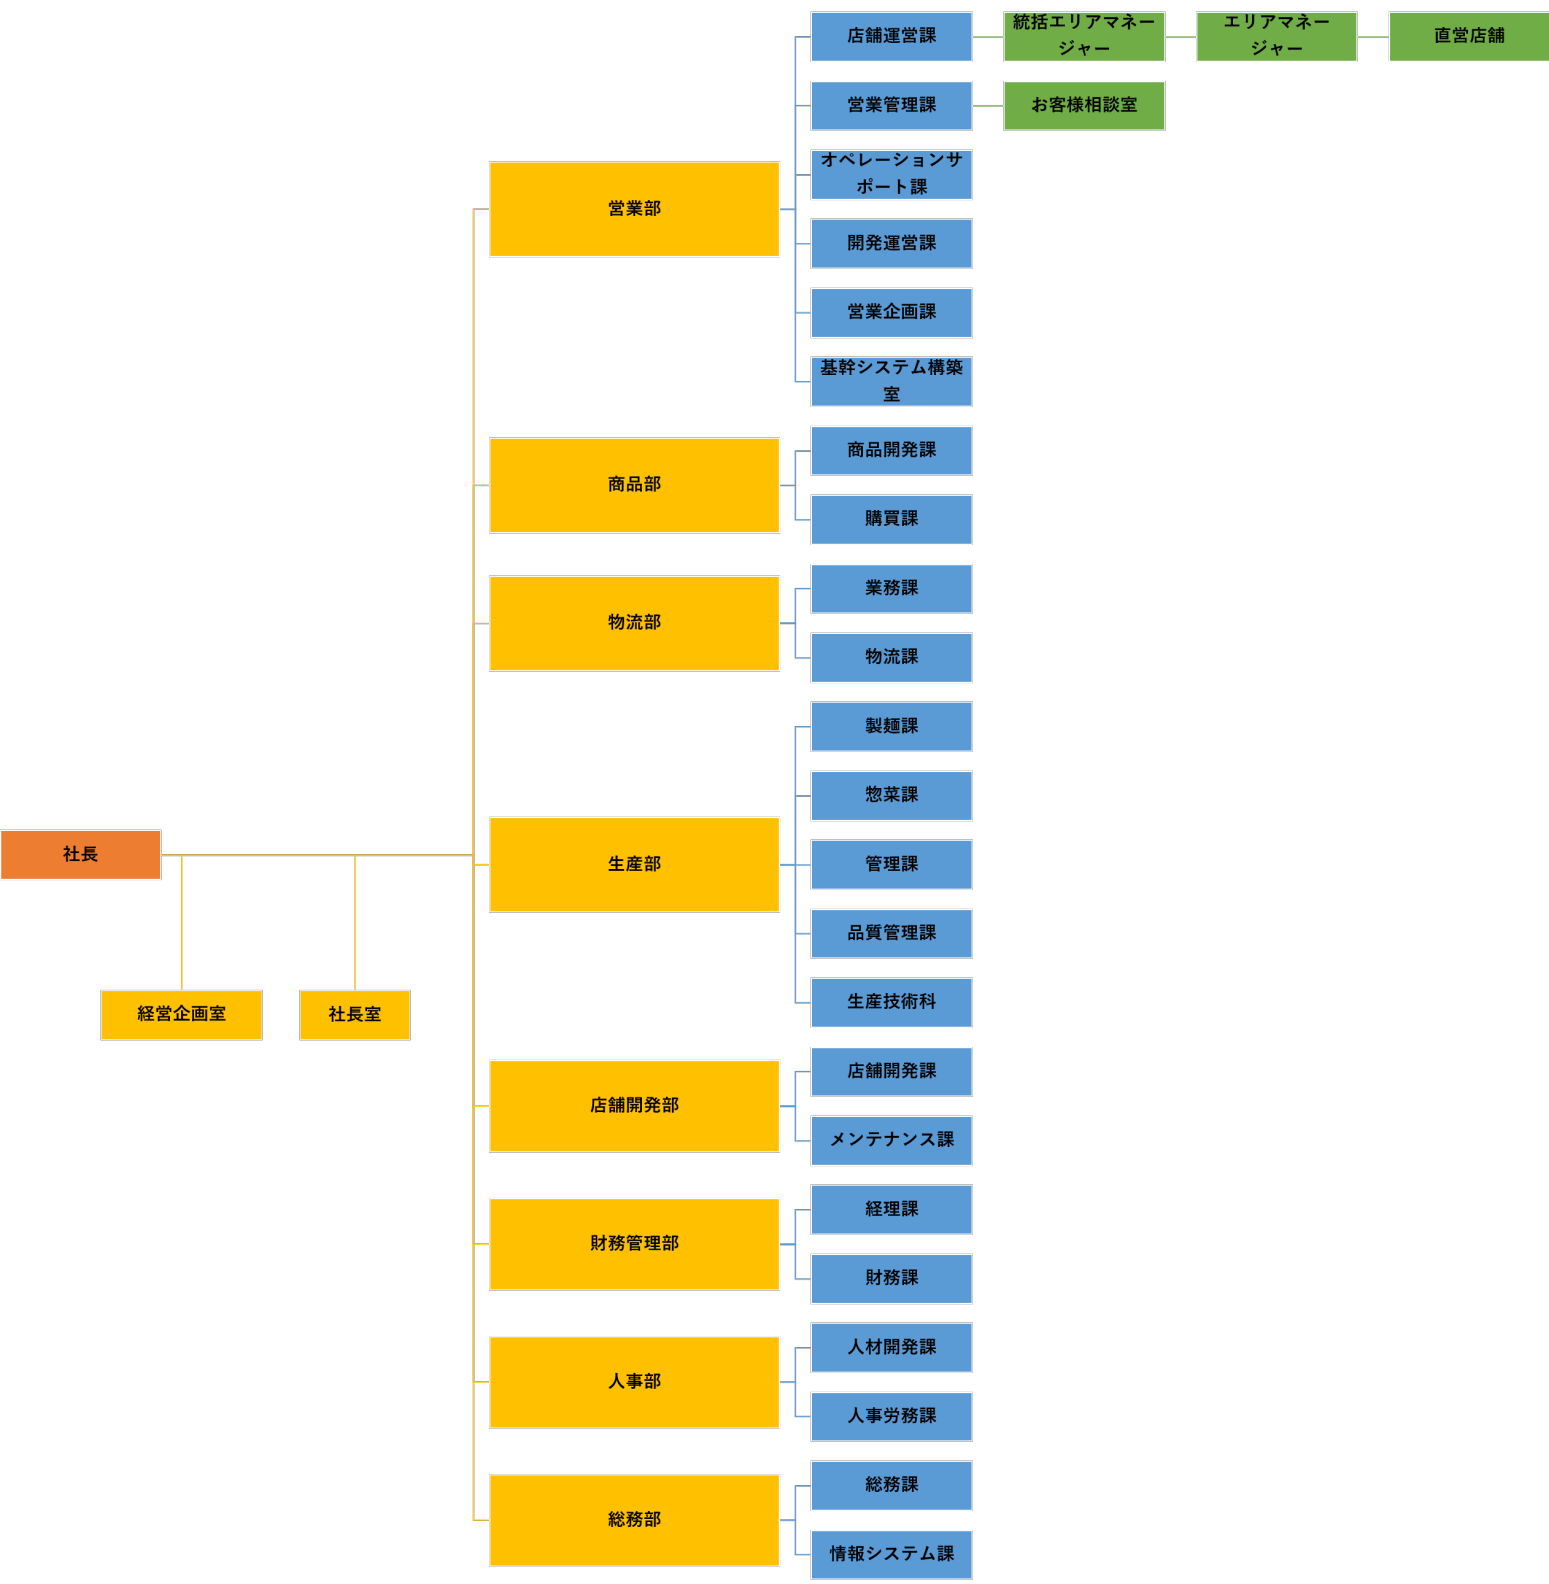 社長
経営企画室
社長室
営業部
店舗運営課
統括エリアマネー
ジャー
エリアマネー
ジャー
直営店舗
営業管理課
お客様相談室
オペレーションサ
ポート課
開発運営課
営業企画課
基幹システム構築
室
商品部
商品開発課
購買課
物流部
業務課
物流課
生産部
製麺課
惣菜課
管理課
品質管理課
生産技術科
店舗開発部
店舗開発課
メンテナンス課
財務管理部
経理課
財務課
人事部
人材開発課
人事労務課
総務部
総務課
情報システム課